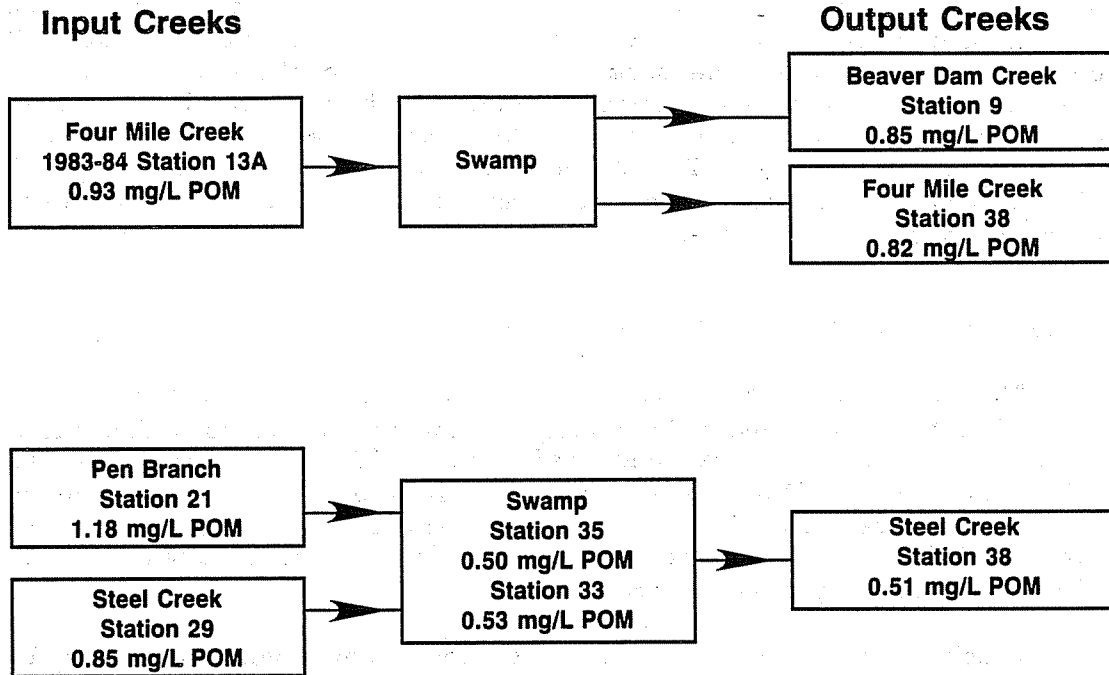 Input Creeks
Output Creeks
Four Mile Creek
1983-84 Station 13A
0.93 mg/L POM
Swamp
Beaver Dam Creek
Station 9
0.85 mg/L POM
Four Mile Creek
Station 38
0.82 mg/L POM
Pen Branch
Station 21
1.18 mg/L POM
Steel Creek
Station 29
0.85 mg/L POM
Swamp
Station 35
0.50 mg/L POM
Station 33
0.53 mg/L POM
Steel Creek
Station 38
0.51 mg/L POM